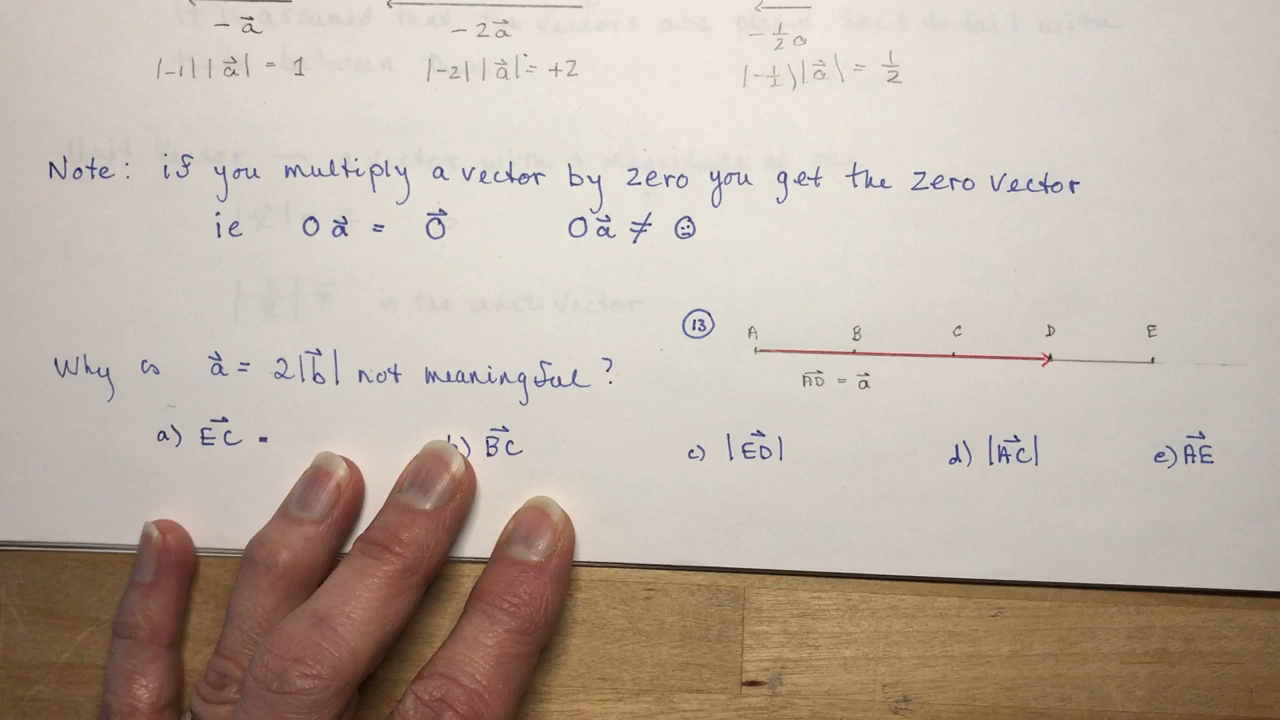 - a⃗ - 2a⃗ - 1/2 a
|-1| |a⃗| = 1 |-2| |a⃗| = +2 |-1/2)|a⃗| = 1/2
Note: if you multiply a vector by zero you get the zero vector
ie 0a⃗ = 0⃗ 0a⃗ ≠ ☹
13 A B C D E
Why is a⃗ = 2|b⃗| not meaningful?
AD⃗ = a⃗
a) EC⃗ = b) BC⃗ c) |ED⃗| d) |AC⃗| e) AE⃗